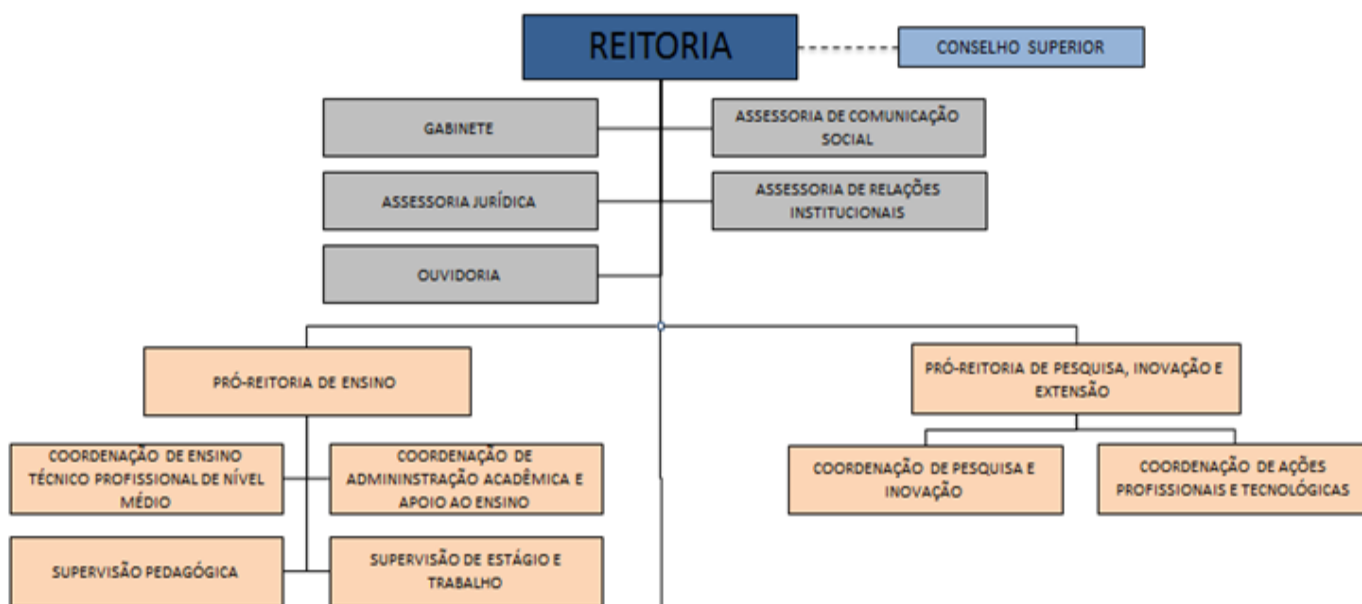 REITORIA
CONSELHO SUPERIOR
GABINETE
ASSESSORIA DE COMUNICAÇÃO
SOCIAL
ASSESSORIA JURÍDICA
ASSESSORIA DE RELAÇÕES
INSTITUCIONAIS
OUVIDORIA
PRÓ-REITORIA DE ENSINO
PRÓ-REITORIA DE PESQUISA, INOVAÇÃO E
EXTENSÃO
COORDENAÇÃO DE ENSINO
TÉCNICO PROFISSIONAL DE NÍVEL
MÉDIO
COORDENAÇÃO DE
ADMININSTRAÇÃO ACADÊMICA E
APOIO AO ENSINO
COORDENAÇÃO DE PESQUISA E
INOVAÇÃO
COORDENAÇÃO DE AÇÕES
PROFISSIONAIS E TECNOLÓGICAS
SUPERVISÃO PEDAGÓGICA
SUPERVISÃO DE ESTÁGIO E
TRABALHO